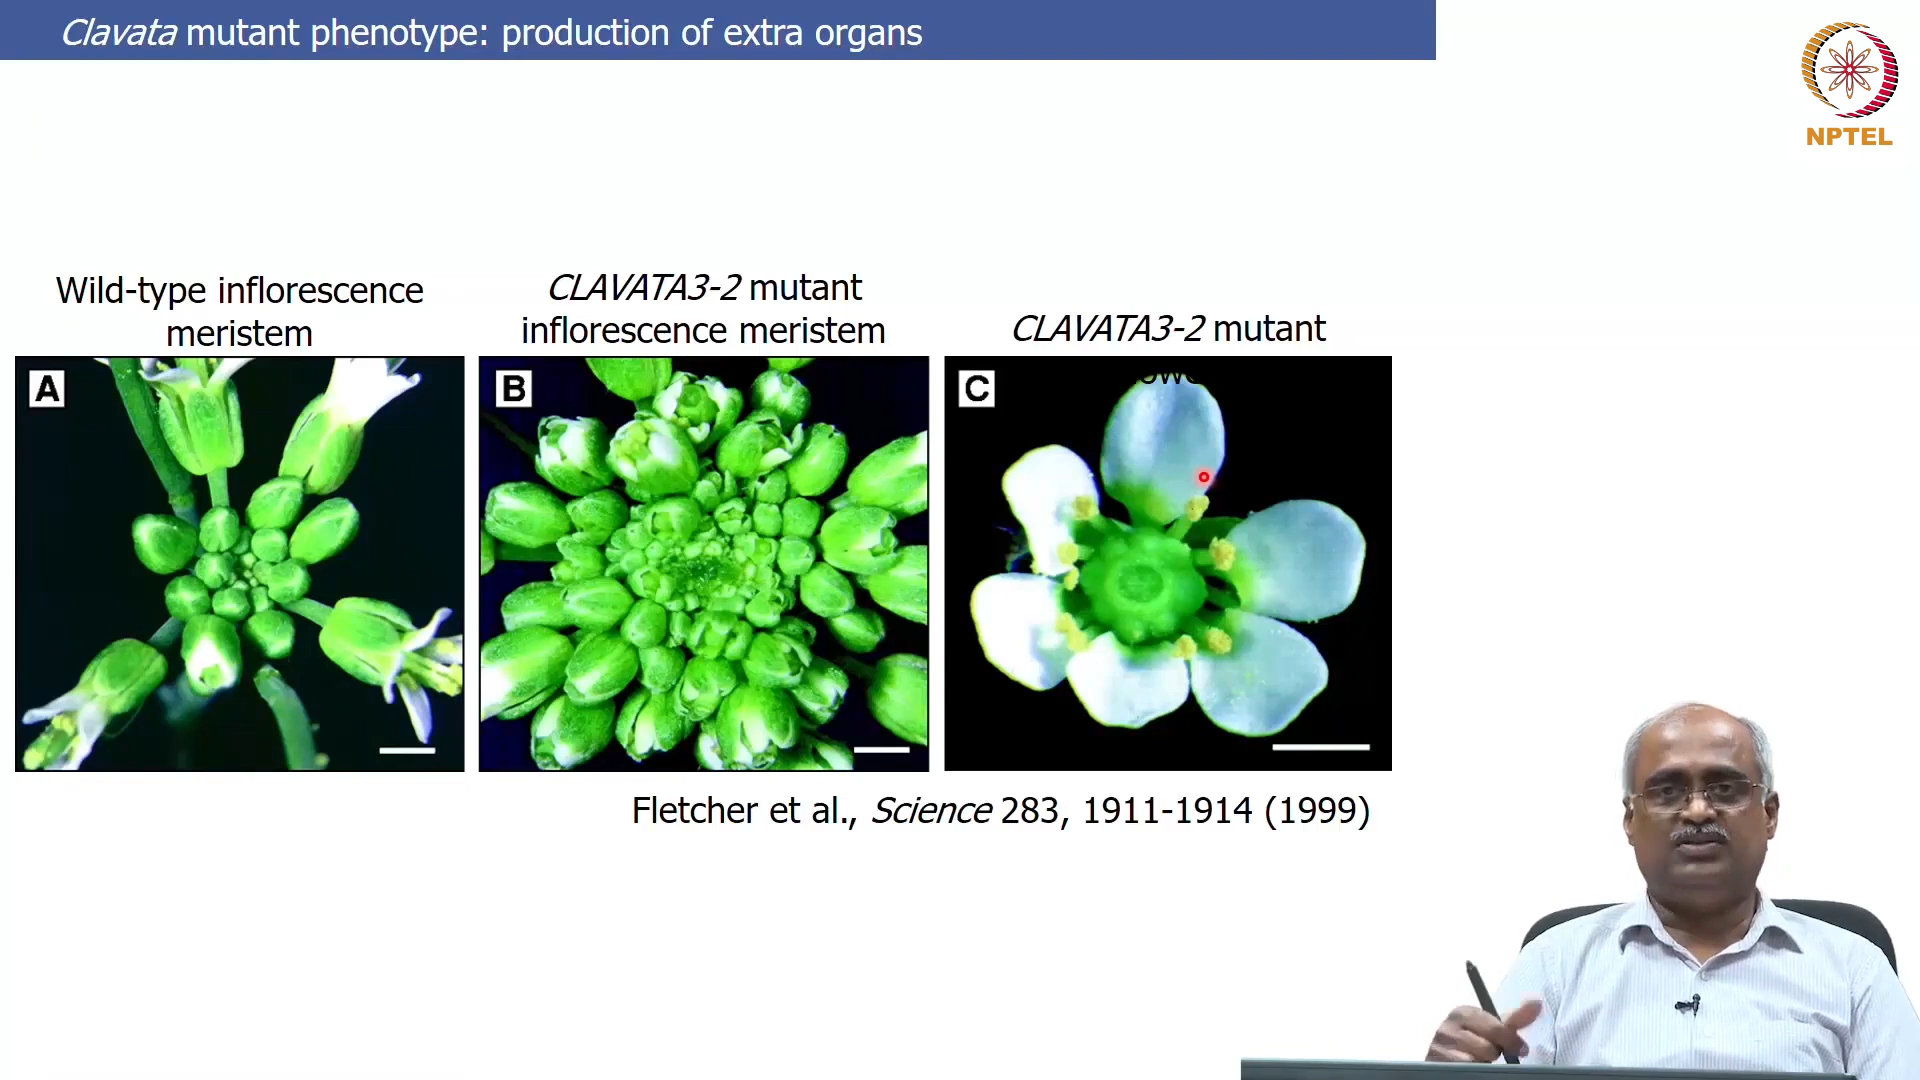 Clavata mutant phenotype: production of extra organs
NPTEL
Wild-type inflorescence
meristem
CLAVATA3-2 mutant
inflorescence meristem
CLAVATA3-2 mutant
A
B
C
Fletcher et al., Science 283, 1911-1914 (1999)